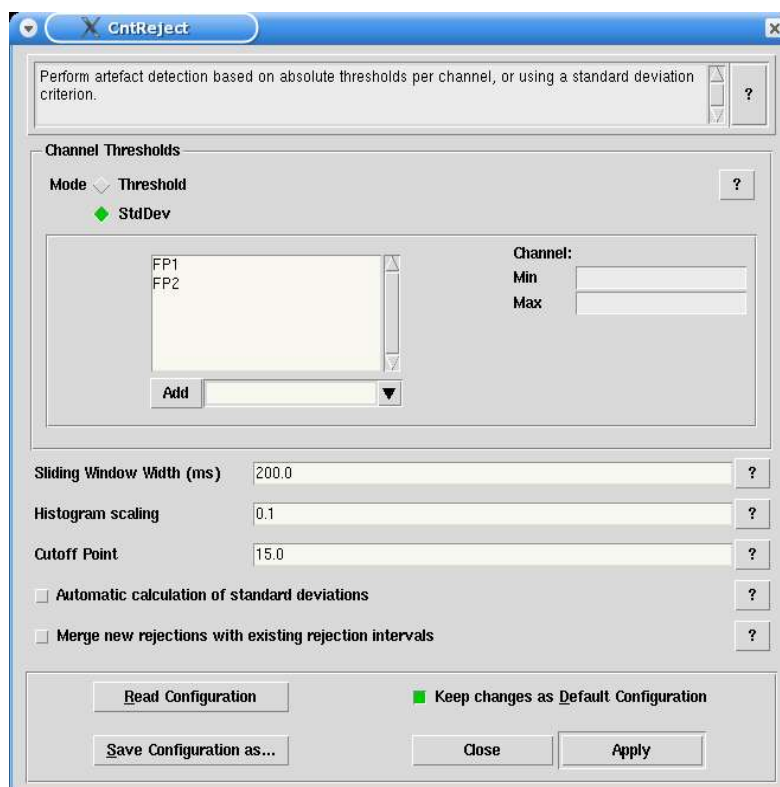 CntReject
Perform artefact detection based on absolute thresholds per channel, or using a standard deviation
criterion.
?
Channel Thresholds
Mode Threshold
?
StdDev
FP1
FP2
Channel:
Min
Max
Add
Sliding Window Width (ms) 200.0 ?
Histogram scaling 0.1 ?
Cutoff Point 15.0 ?
Automatic calculation of standard deviations ?
Merge new rejections with existing rejection intervals ?
Read Configuration Keep changes as Default Configuration
Save Configuration as... Close Apply